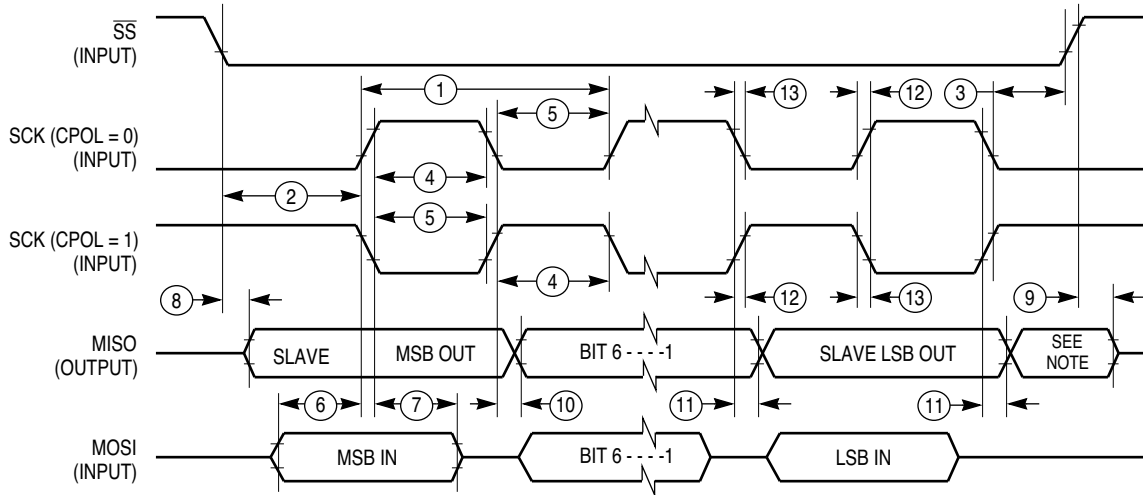 SS
(INPUT)
1
13
12
3
5
SCK (CPOL = 0)
(INPUT)
4
2
5
SCK (CPOL = 1)
(INPUT)
4
12
13
8
9
MISO
(OUTPUT)
SLAVE
MSB OUT
BIT 6 - - - - -1
SLAVE LSB OUT
SEE
NOTE
6
7
10
11
11
MOSI
(INPUT)
MSB IN
BIT 6 - - - - -1
LSB IN